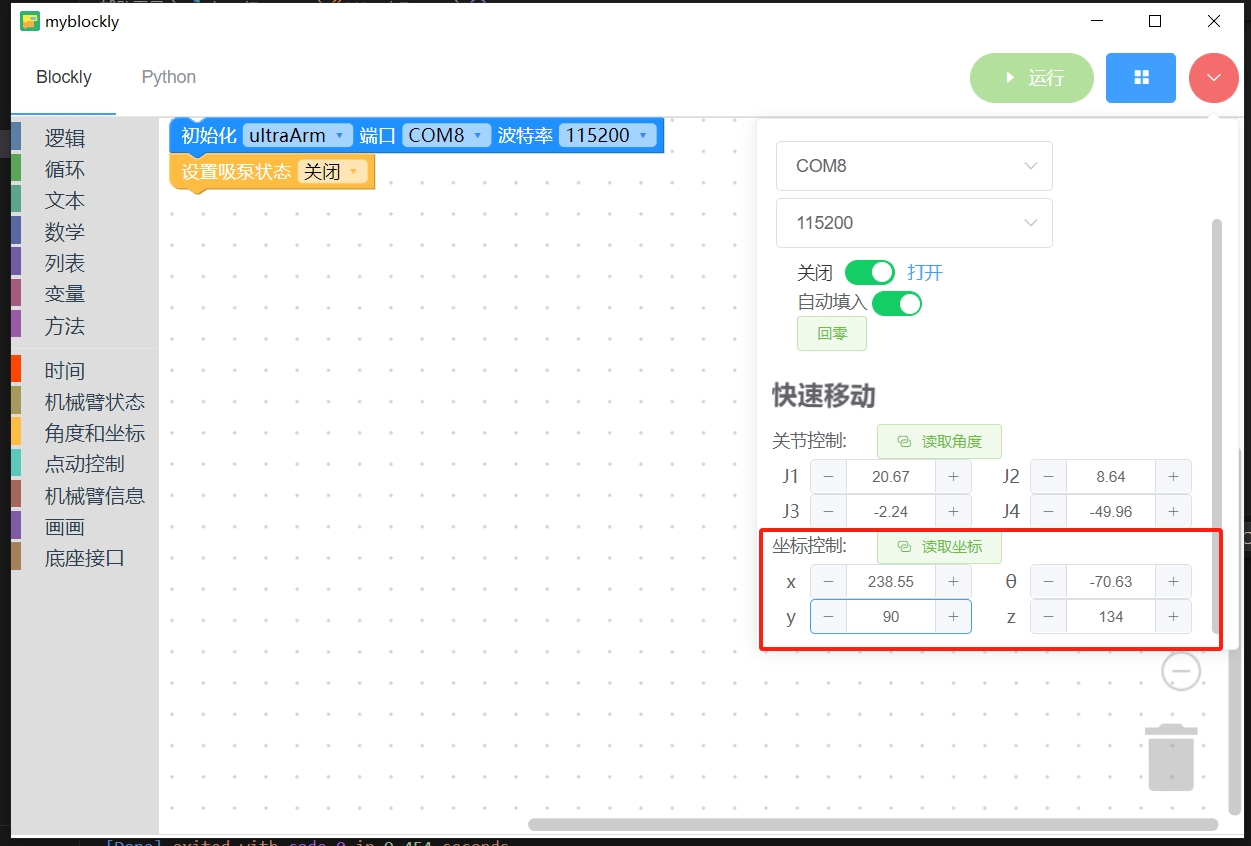 myblockly
Blockly
Python
运行
逻辑
循环
文本
数学
列表
变量
方法
时间
机械臂状态
角度和坐标
点动控制
机械臂信息
画画
底座接口
初始化 ultraArm 端口 COM8 波特率 115200
设置吸泵状态 关闭
COM8
115200
关闭 打开
自动填入
回零
快速移动
关节控制: 读取角度
J1 − 20.67 + J2 − 8.64 +
J3 − -2.24 + J4 − -49.96 +
坐标控制: 读取坐标
x − 238.55 + θ − -70.63 +
y − 90 + z − 134 +
[Done] exited with code=0 in 0.454 seconds